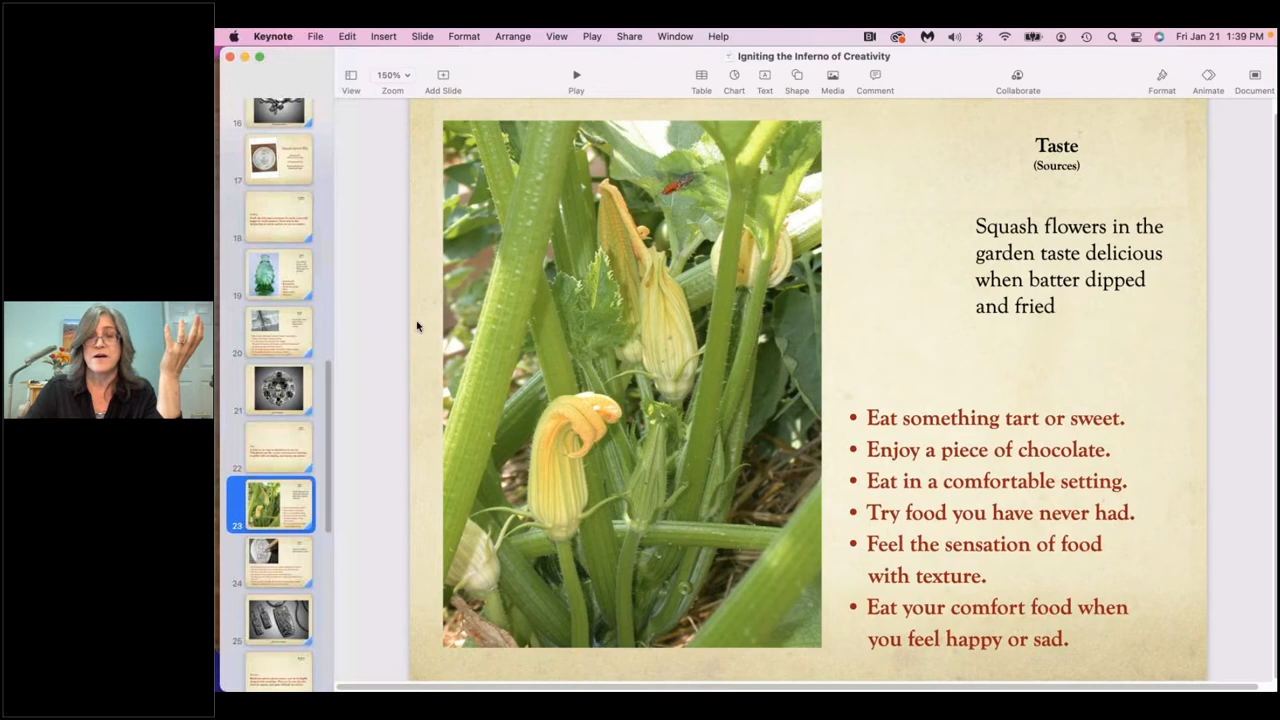 Keynote File Edit Insert Slide Format Arrange View Play Share Window Help Fri Jan 21 1:39 PM
Igniting the Inferno of Creativity
150%
View Zoom Add Slide Play Table Chart Text Shape Media Comment Collaborate Format Animate Document
16
17
18
19
20
21
22
23
24
25
Taste
(Sources)
Squash flowers in the
garden taste delicious
when batter dipped
and fried
• Eat something tart or sweet.
• Enjoy a piece of chocolate.
• Eat in a comfortable setting.
• Try food you have never had.
• Feel the sensation of food
with texture.
• Eat your comfort food when
you feel happy or sad.